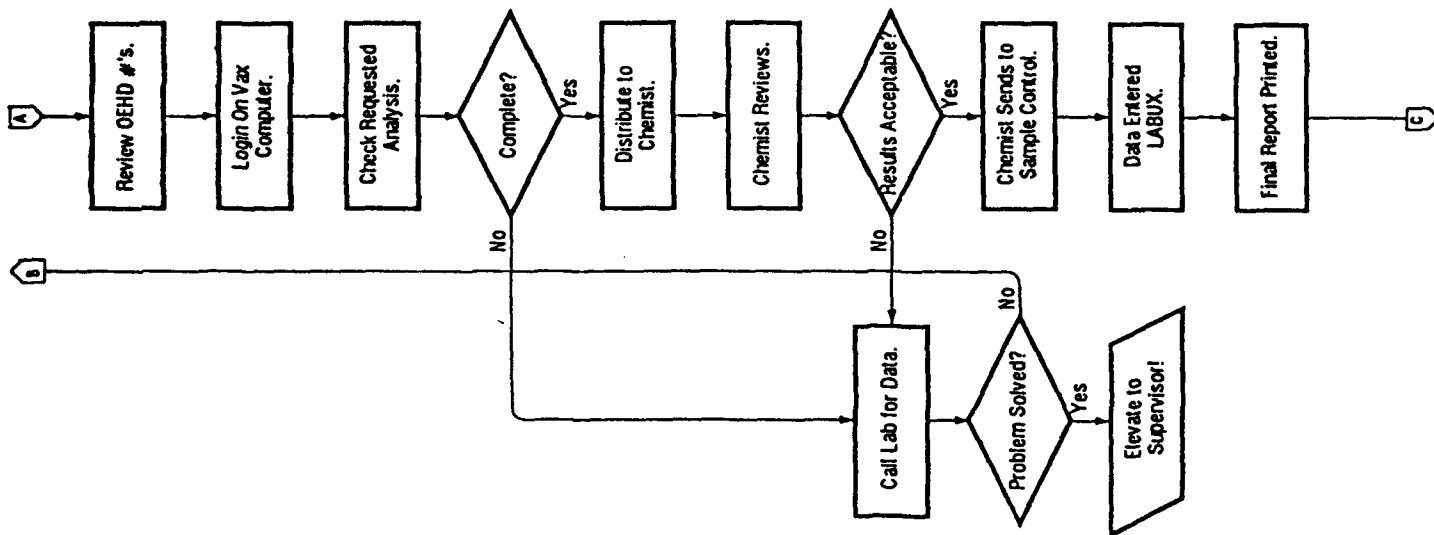 A
Review OEHD #'s.
Login On Vax
Computer.
Check Requested
Analysis.
Complete?
Yes
No
Distribute to
Chemist.
Chemist Reviews.
Results Acceptable?
Yes
No
Chemist Sends to
Sample Control.
Data Entered
LABUX.
Final Report Printed.
C
B
Call Lab for Data.
Problem Solved?
No
Yes
Elevate to
Supervisor!